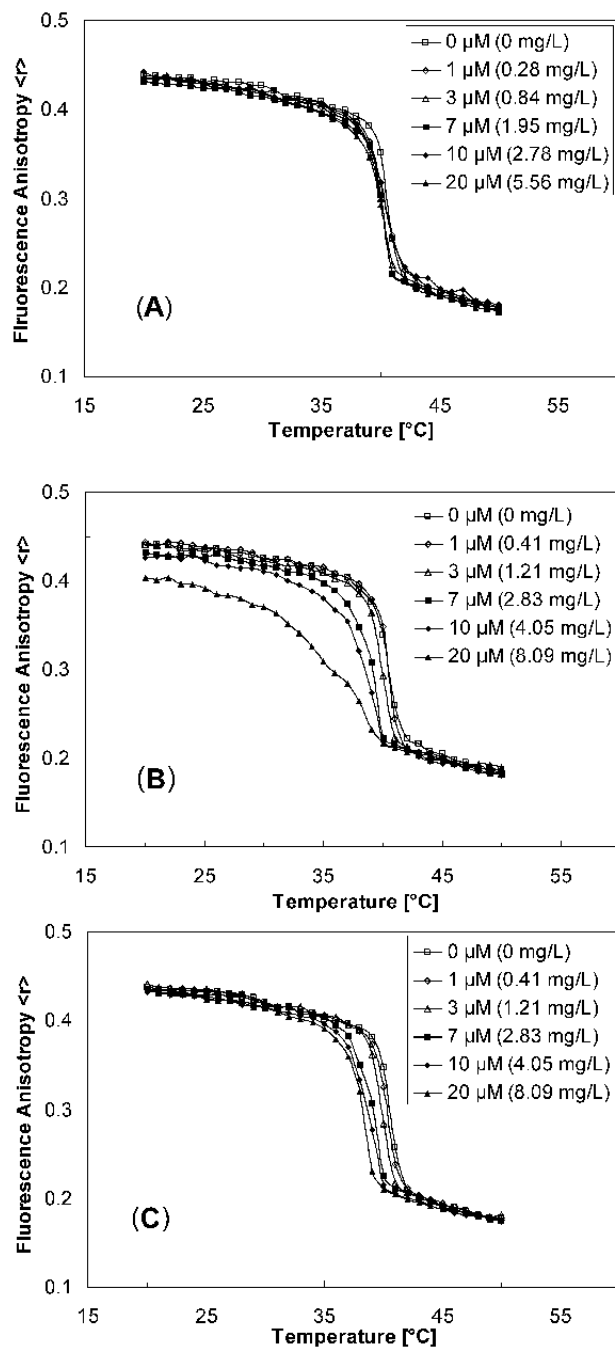 0.5
0.4
0.3
0.2
0.1
Flruorescence Anisotropy <r>
0 µM (0 mg/L)
1 µM (0.28 mg/L)
3 µM (0.84 mg/L)
7 µM (1.95 mg/L)
10 µM (2.78 mg/L)
20 µM (5.56 mg/L)
(A)
15 25 35 45 55
Temperature [°C]
0.5
0.4
0.3
0.2
0.1
Fluorescence Anisotropy <r>
0 µM (0 mg/L)
1 µM (0.41 mg/L)
3 µM (1.21 mg/L)
7 µM (2.83 mg/L)
10 µM (4.05 mg/L)
20 µM (8.09 mg/L)
(B)
15 25 35 45 55
Temperature [°C]
0.5
0.4
0.3
0.2
0.1
Fluorescence Anisotropy <r>
0 µM (0 mg/L)
1 µM (0.41 mg/L)
3 µM (1.21 mg/L)
7 µM (2.83 mg/L)
10 µM (4.05 mg/L)
20 µM (8.09 mg/L)
(C)
15 25 35 45 55
Temperature [°C]